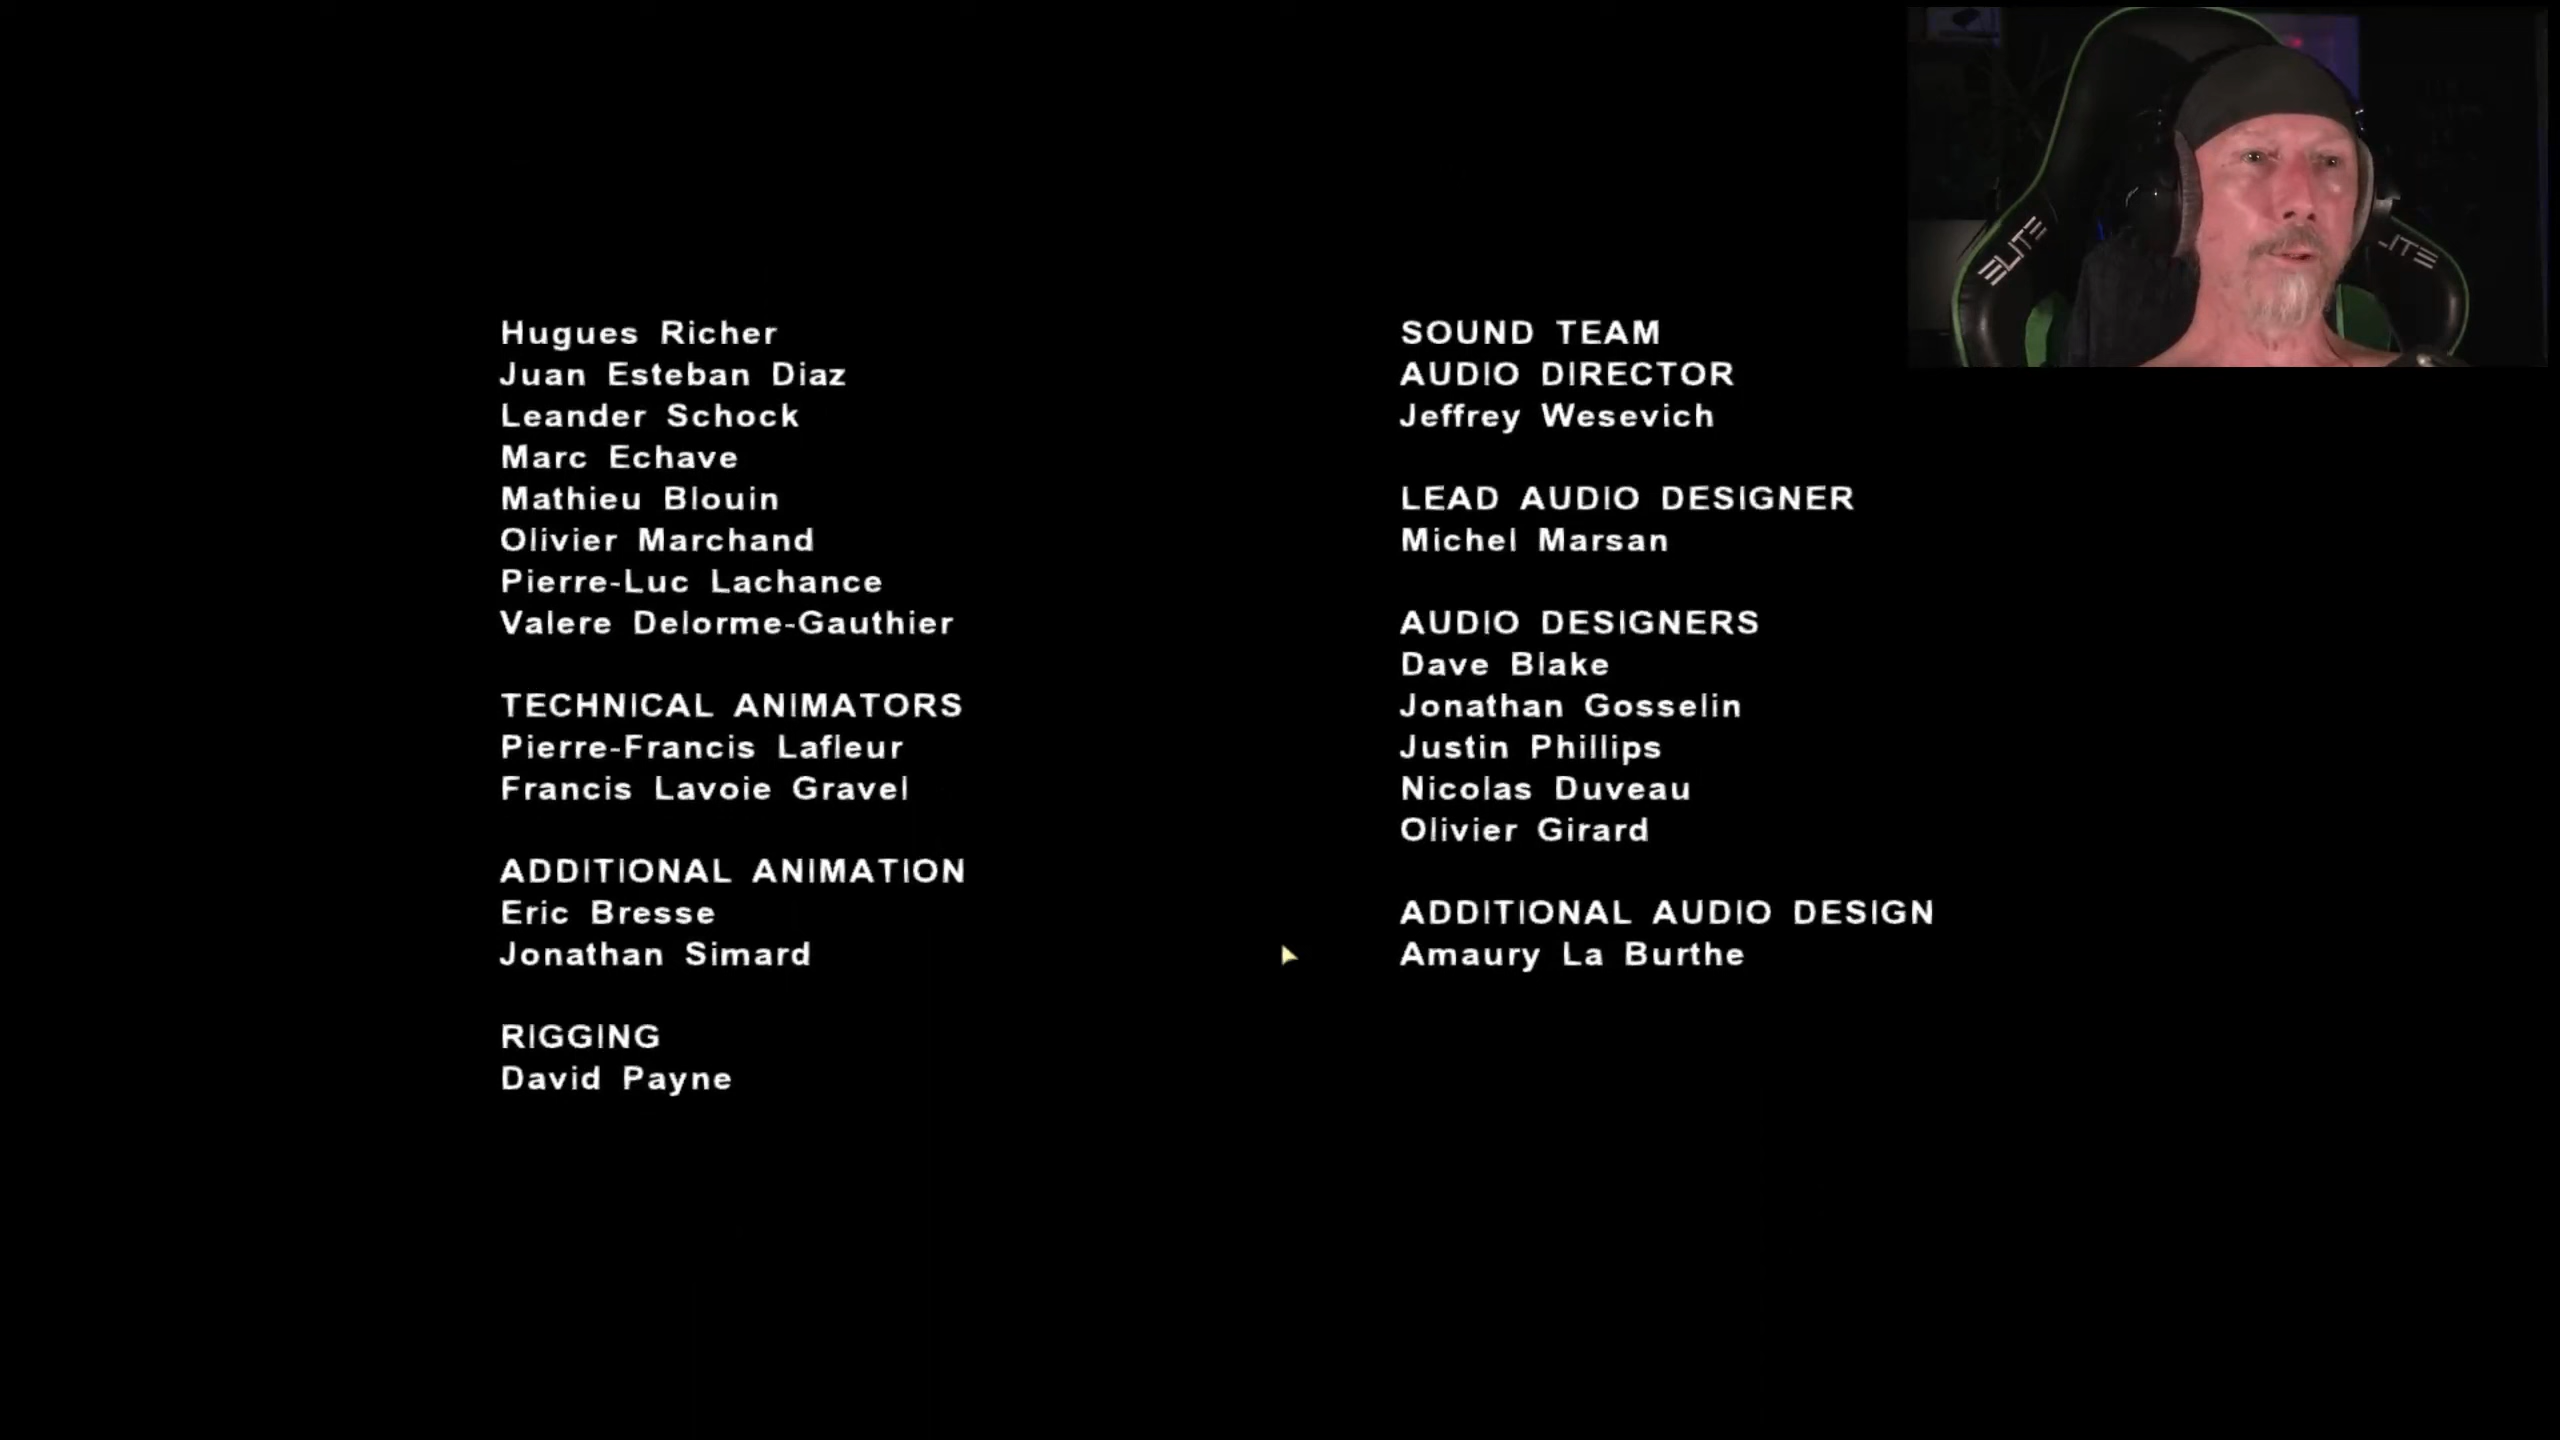 Hugues Richer
Juan Esteban Diaz
Leander Schock
Marc Echave
Mathieu Blouin
Olivier Marchand
Pierre-Luc Lachance
Valere Delorme-Gauthier
TECHNICAL ANIMATORS
Pierre-Francis Lafleur
Francis Lavoie Gravel
ADDITIONAL ANIMATION
Eric Bresse
Jonathan Simard
RIGGING
David Payne
SOUND TEAM
AUDIO DIRECTOR
Jeffrey Wesevich
LEAD AUDIO DESIGNER
Michel Marsan
AUDIO DESIGNERS
Dave Blake
Jonathan Gosselin
Justin Phillips
Nicolas Duveau
Olivier Girard
ADDITIONAL AUDIO DESIGN
Amaury La Burthe
ELITE
LITE